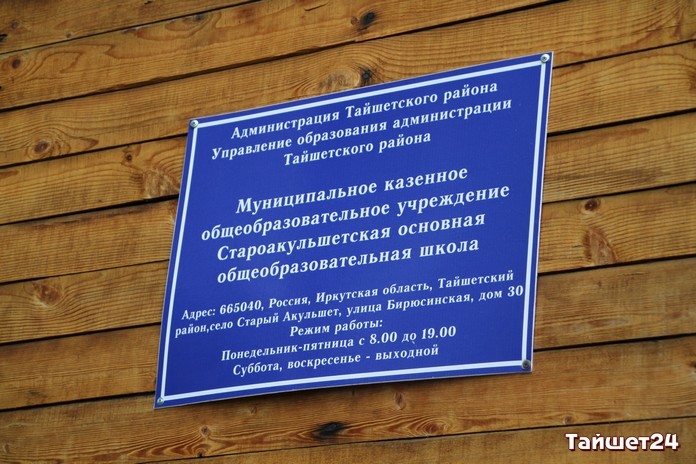 Администрация Тайшетского района
Управление образования администрации
Тайшетского района
Муниципальное казенное
общеобразовательное учреждение
Староакульшетская основная
общеобразовательная школа
Адрес: 665040, Россия, Иркутская область, Тайшетский
район,село Старый Акульшет, улица Бирюсинская, дом 30
Режим работы:
Понедельник-пятница с 8.00 до 19.00
Суббота, воскресенье - выходной
Тайшет24